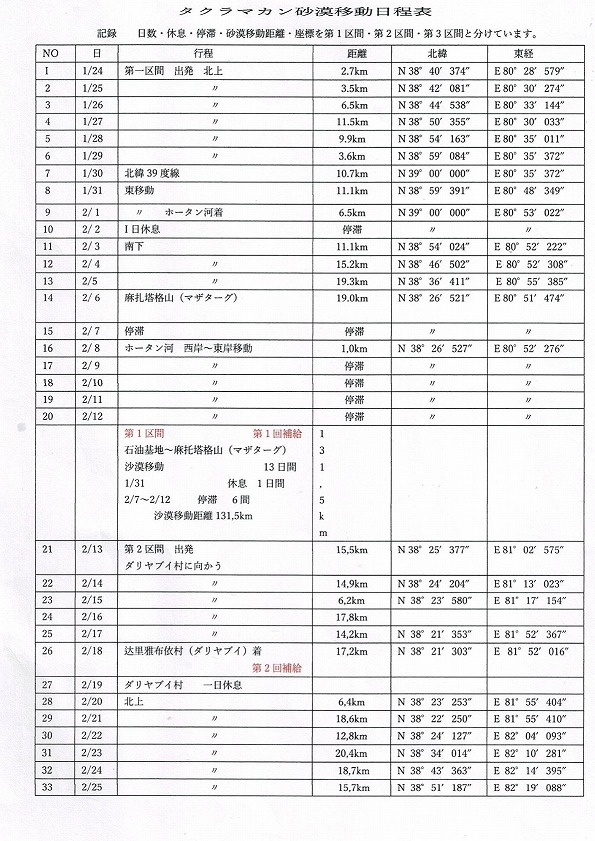 タクラマカン砂漠移動日程表
記録　日数・休息・停滞・砂漠移動距離・座標を第1区間・第2区間・第3区間と分けています。
NO 日 行程 距離 北緯 東経
I 1/24 第一区間　出発　北上 2.7km N 38° 40′ 374″ E 80° 28′ 579″
2 1/25 〃 3.5km N 38° 42′ 081″ E 80° 30′ 274″
3 1/26 〃 6.5km N 38° 44′ 538″ E 80° 33′ 144″
4 1/27 〃 11.5km N 38° 50′ 355″ E 80° 30′ 033″
5 1/28 〃 9.9km N 38° 54′ 163″ E 80° 35′ 011″
6 1/29 〃 3.6km N 38° 59′ 084″ E 80° 35′ 372″
7 1/30 北緯39度線 10.7km N 39° 00′ 000″ E 80° 35′ 372″
8 1/31 東移動 11.1km N 38° 59′ 391″ E 80° 48′ 349″
9 2/ 1 〃　ホータン河着 6.5km N 39° 00′ 000″ E 80° 53′ 022″
10 2/ 2 I日休息 停滞 〃 〃
11 2/ 3 南下 11.1km N 38° 54′ 024″ E 80° 52′ 222″
12 2/ 4 〃 15.2km N 38° 46′ 502″ E 80° 52′ 308″
13 2/5 〃 19.3km N 38° 36′ 411″ E 80° 55′ 385″
14 2/ 6 麻扎塔格山（マザターグ） 19.0km N 38° 26′ 521″ E 80° 51′ 474″
15 2/ 7 停滞 停滞 〃 〃
16 2/ 8 ホータン河　西岸～東岸移動 1,0km N 38° 26′ 527″ E 80° 52′ 276″
17 2/ 9 〃 停滞 〃 〃
18 2/10 〃 停滞 〃 〃
19 2/11 〃 停滞 〃 〃
20 2/12 〃 停滞 〃 〃
第1区間　第1回補給 1
石油基地～麻托塔格山（マザターグ） 3
沙漠移動　13日間 1
1/31　休息　1日間 ,
2/7～2/12　停滞　6間 5
沙漠移動距離131,5km k
m
21 2/13 第2区間　出発 15,5km N 38° 25′ 377″ E 81° 02′ 575″
ダリヤブイ村に向かう
22 2/14 〃 14,9km N 38° 24′ 204″ E 81° 13′ 023″
23 2/15 〃 6,2km N 38° 23′ 580″ E 81° 17′ 154″
24 2/16 〃 17,8km
25 2/17 〃 14,2km N 38° 21′ 353″ E 81° 52′ 367″
26 2/18 达里雅布依村（ダリヤブイ）着 17,2km N 38° 21′ 303″ E 81° 52′ 016″
第2回補給
27 2/19 ダリヤブイ村　一日休息
28 2/20 北上 6,4km N 38° 23′ 253″ E 81° 55′ 404″
29 2/21 〃 18,6km N 38° 22′ 250″ E 81° 55′ 410″
30 2/22 〃 12,8km N 38° 24′ 127″ E 82° 04′ 093″
31 2/23 〃 20,4km N 38° 34′ 014″ E 82° 10′ 281″
32 2/24 〃 18,7km N 38° 43′ 363″ E 82° 14′ 395″
33 2/25 〃 15,7km N 38° 51′ 187″ E 82° 19′ 088″